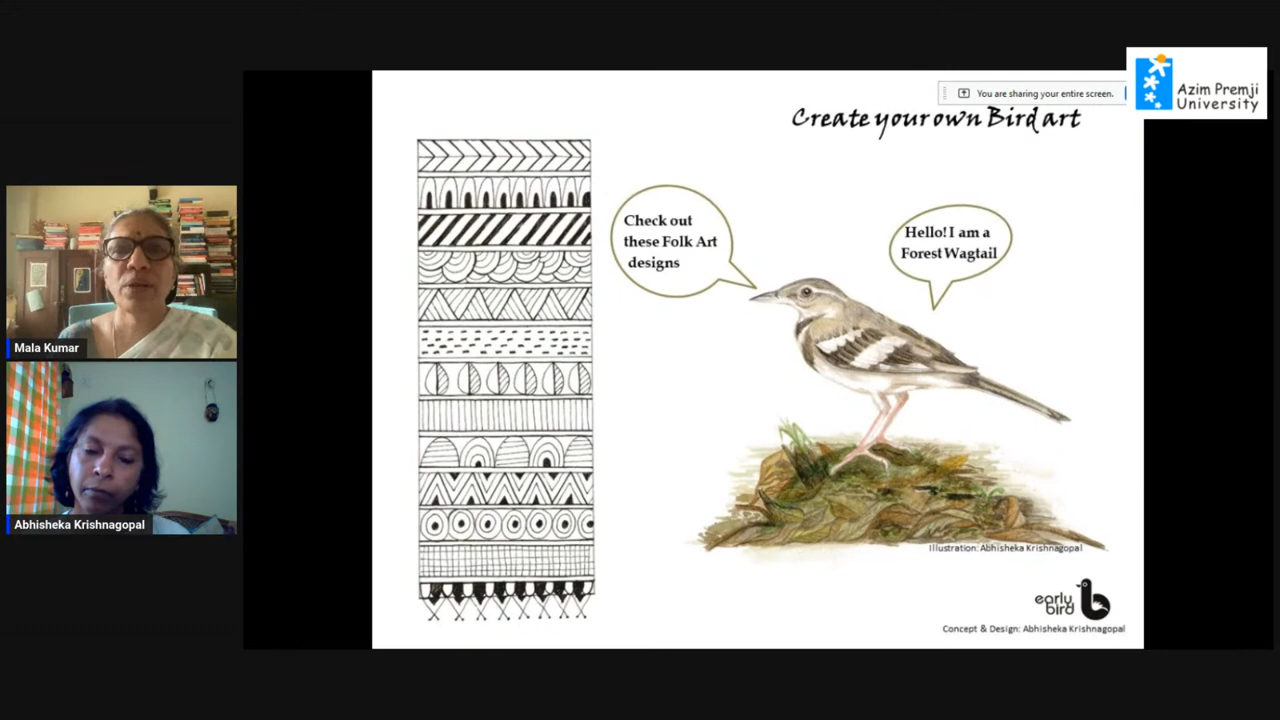 You are sharing your entire screen.
Azim Premji
University
Create your own Bird art
Check out
these Folk Art
designs
Hello! I am a
Forest Wagtail
Mala Kumar
Abhisheka Krishnagopal
Illustration: Abhisheka Krishnagopal
early
bird
Concept & Design: Abhisheka Krishnagopal